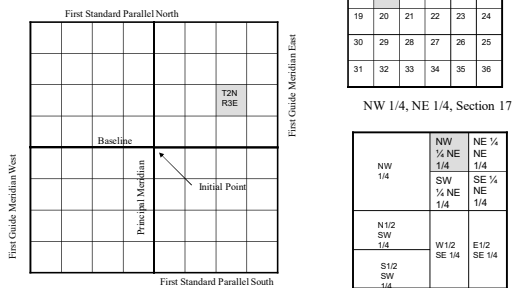 First Standard Parallel North
First Guide Meridian East
T2N
R3E
Baseline
Principal Meridian
Initial Point
First Guide Meridian West
First Standard Parallel South
19 20 21 22 23 24
30 29 28 27 26 25
31 32 33 34 35 36
NW 1/4, NE 1/4, Section 17
NW
1/4
NW
¼ NE
1/4
NE ¼
NE
1/4
SW
¼ NE
1/4
SE ¼
NE
1/4
N1/2
SW
1/4
S1/2
SW
1/4
W1/2
SE 1/4
E1/2
SE 1/4